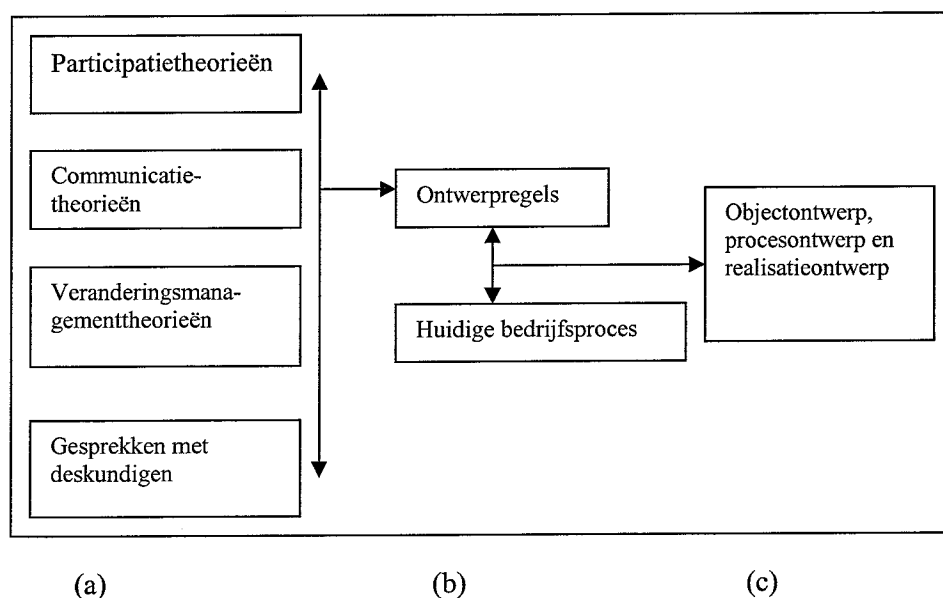 Participatietheorieën
Communicatie-
theorieën
Veranderingsmana-
gementtheorieën
Gesprekken met
deskundigen
Ontwerpregels
Huidige bedrijfsproces
Objectontwerp,
procesontwerp en
realisatieontwerp
(a)
(b)
(c)